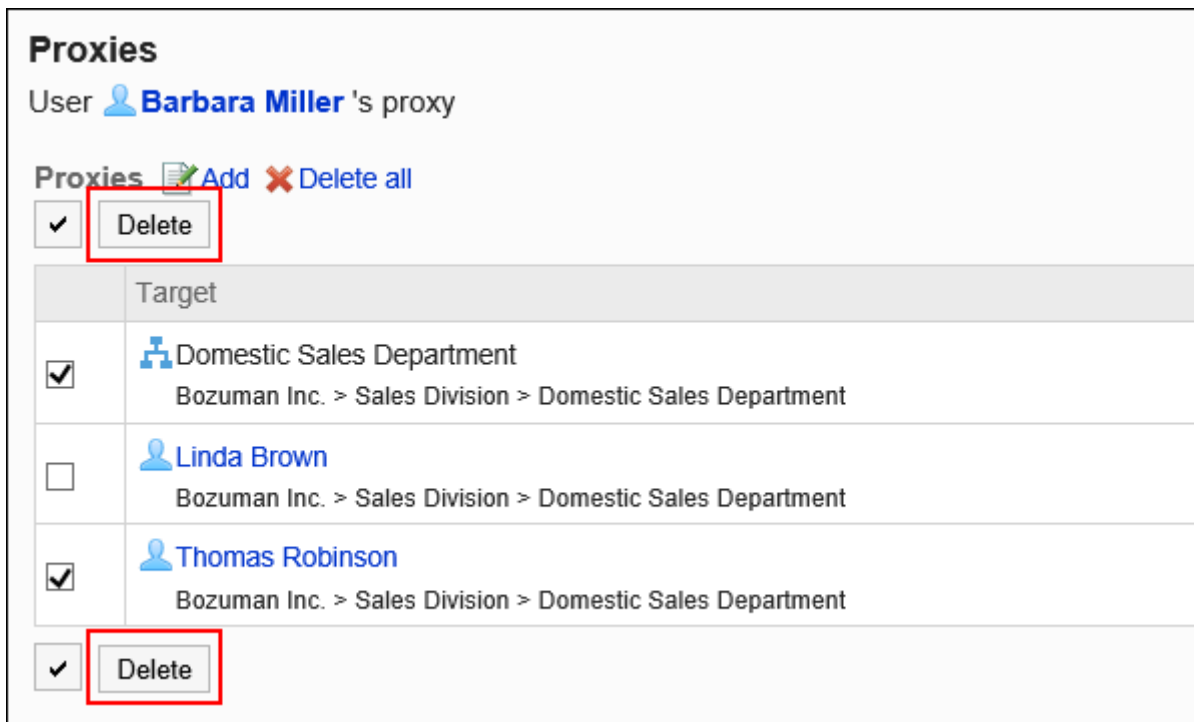 Proxies
User Barbara Miller 's proxy
Proxies Add Delete all
Delete
Target
Domestic Sales Department
Bozuman Inc. > Sales Division > Domestic Sales Department
Linda Brown
Bozuman Inc. > Sales Division > Domestic Sales Department
Thomas Robinson
Bozuman Inc. > Sales Division > Domestic Sales Department
Delete